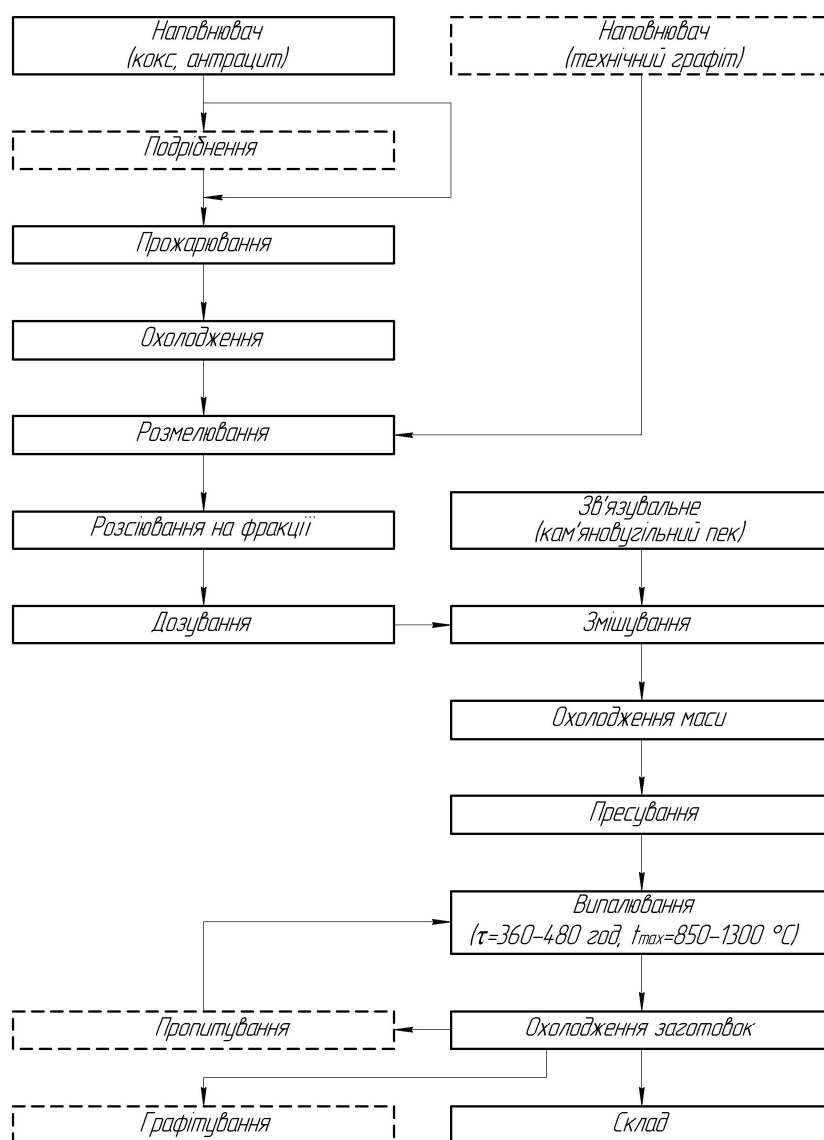 Наповнювач
(кокс, антрацит)
Наповнювач
(технічний графіт)
Подрібнення
Прожарювання
Охолодження
Розмелювання
Розсіювання на фракції
Зв'язувальне
(кам'яновугільний пек)
Дозування
Змішування
Охолодження маси
Пресування
Випалювання
(τ=360–480 год, tmax=850–1300 °C)
Пропитування
Охолодження заготовок
Графітування
Склад